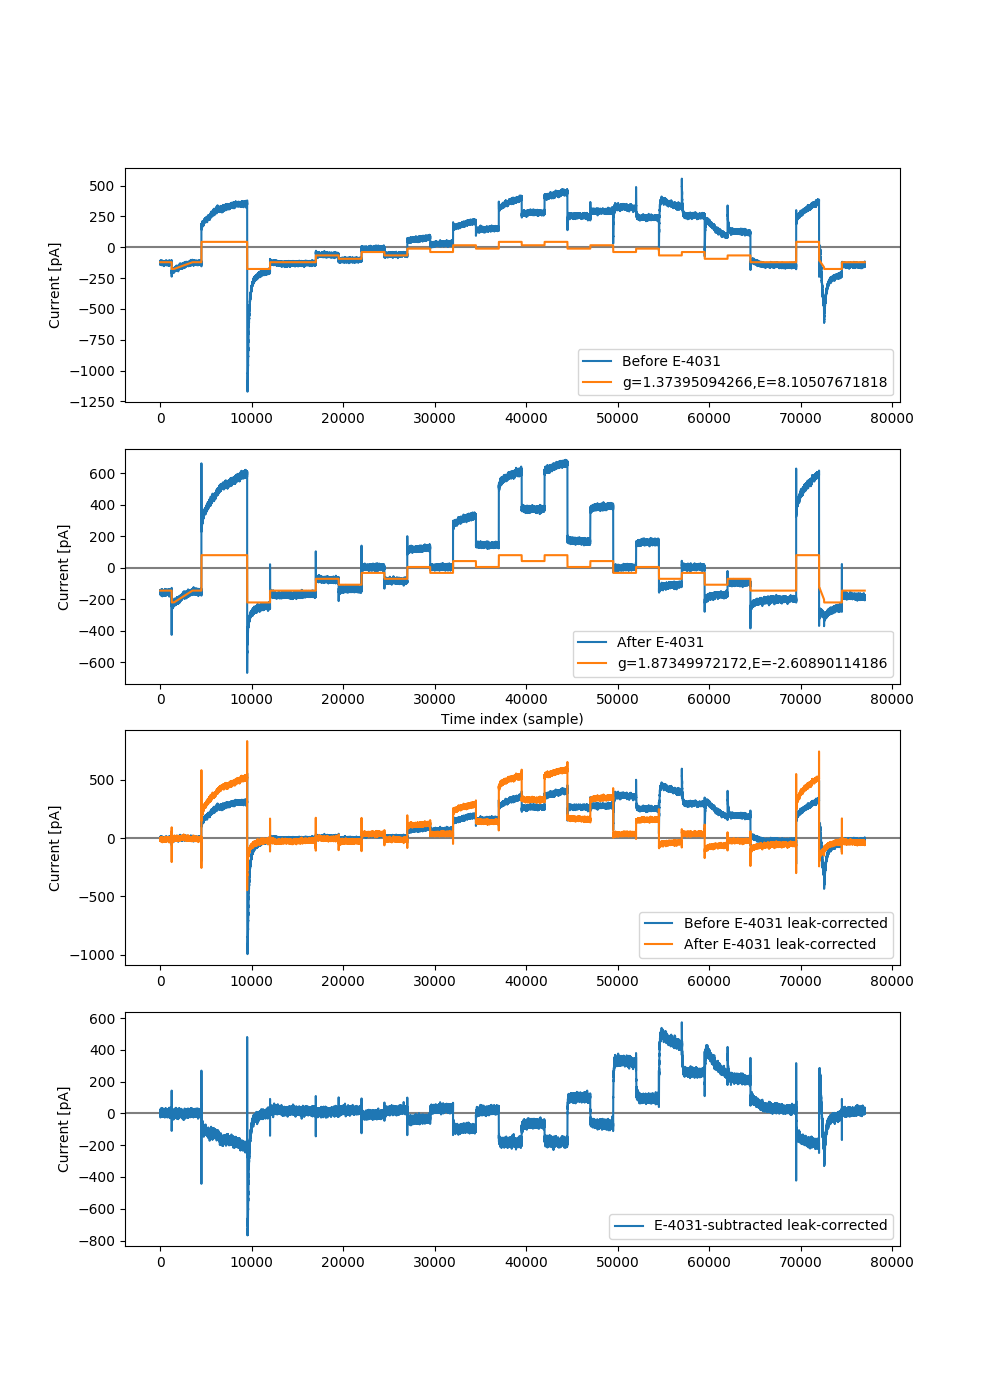 500
250
0
−250
−500
−750
−1000
−1250
Current [pA]
Before E-4031
g=1.37395094266,E=8.10507671818
0 10000 20000 30000 40000 50000 60000 70000 80000
600
400
200
0
−200
−400
−600
Current [pA]
After E-4031
g=1.87349972172,E=-2.60890114186
0 10000 20000 30000 40000 50000 60000 70000 80000
Time index (sample)
500
0
−500
−1000
Current [pA]
Before E-4031 leak-corrected
After E-4031 leak-corrected
0 10000 20000 30000 40000 50000 60000 70000 80000
600
400
200
0
−200
−400
−600
−800
Current [pA]
E-4031-subtracted leak-corrected
0 10000 20000 30000 40000 50000 60000 70000 80000